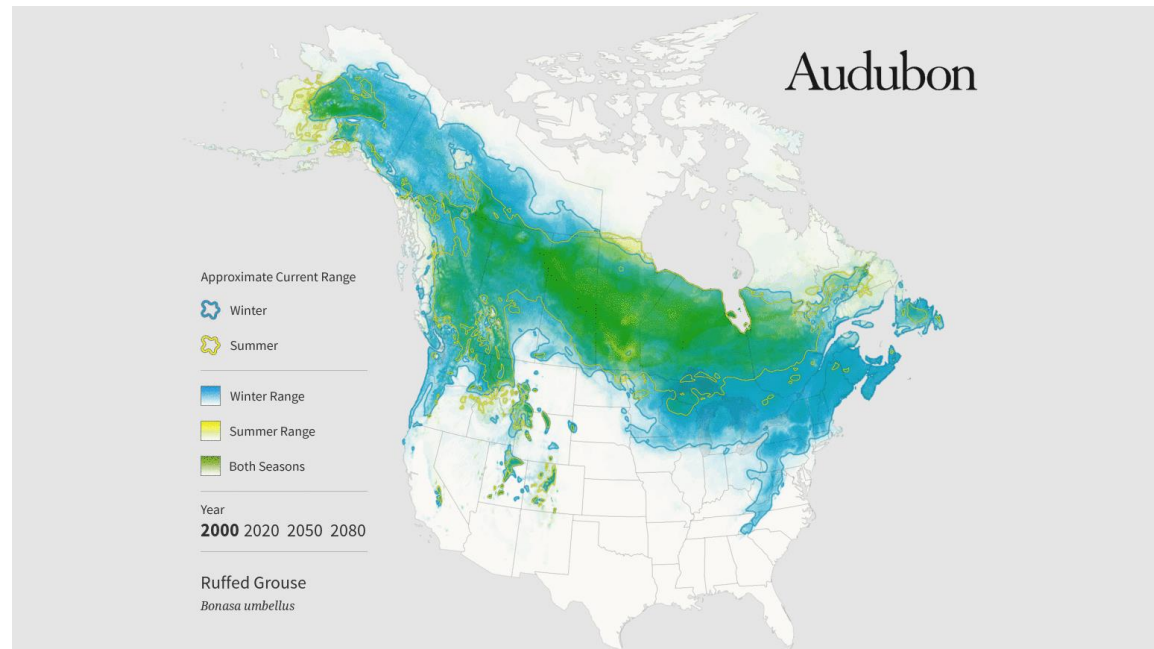 Audubon
Approximate Current Range
Winter
Summer
Winter Range
Summer Range
Both Seasons
Year
2000 2020 2050 2080
Ruffed Grouse
Bonasa umbellus